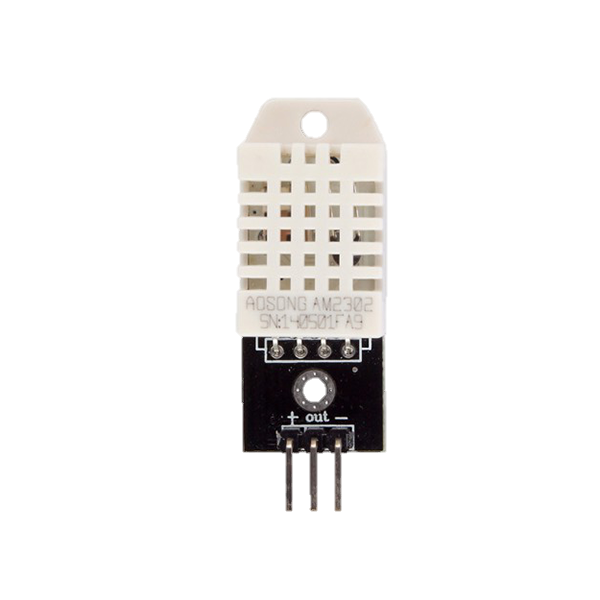 AOSONG AM2302
SN:140501FA9
+ out −